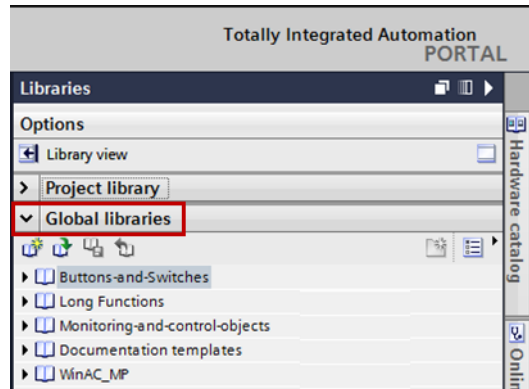 Totally Integrated Automation
PORTAL
Libraries
Options
Library view
Project library
Global libraries
Buttons-and-Switches
Long Functions
Monitoring-and-control-objects
Documentation templates
WinAC_MP
Hardware catalog